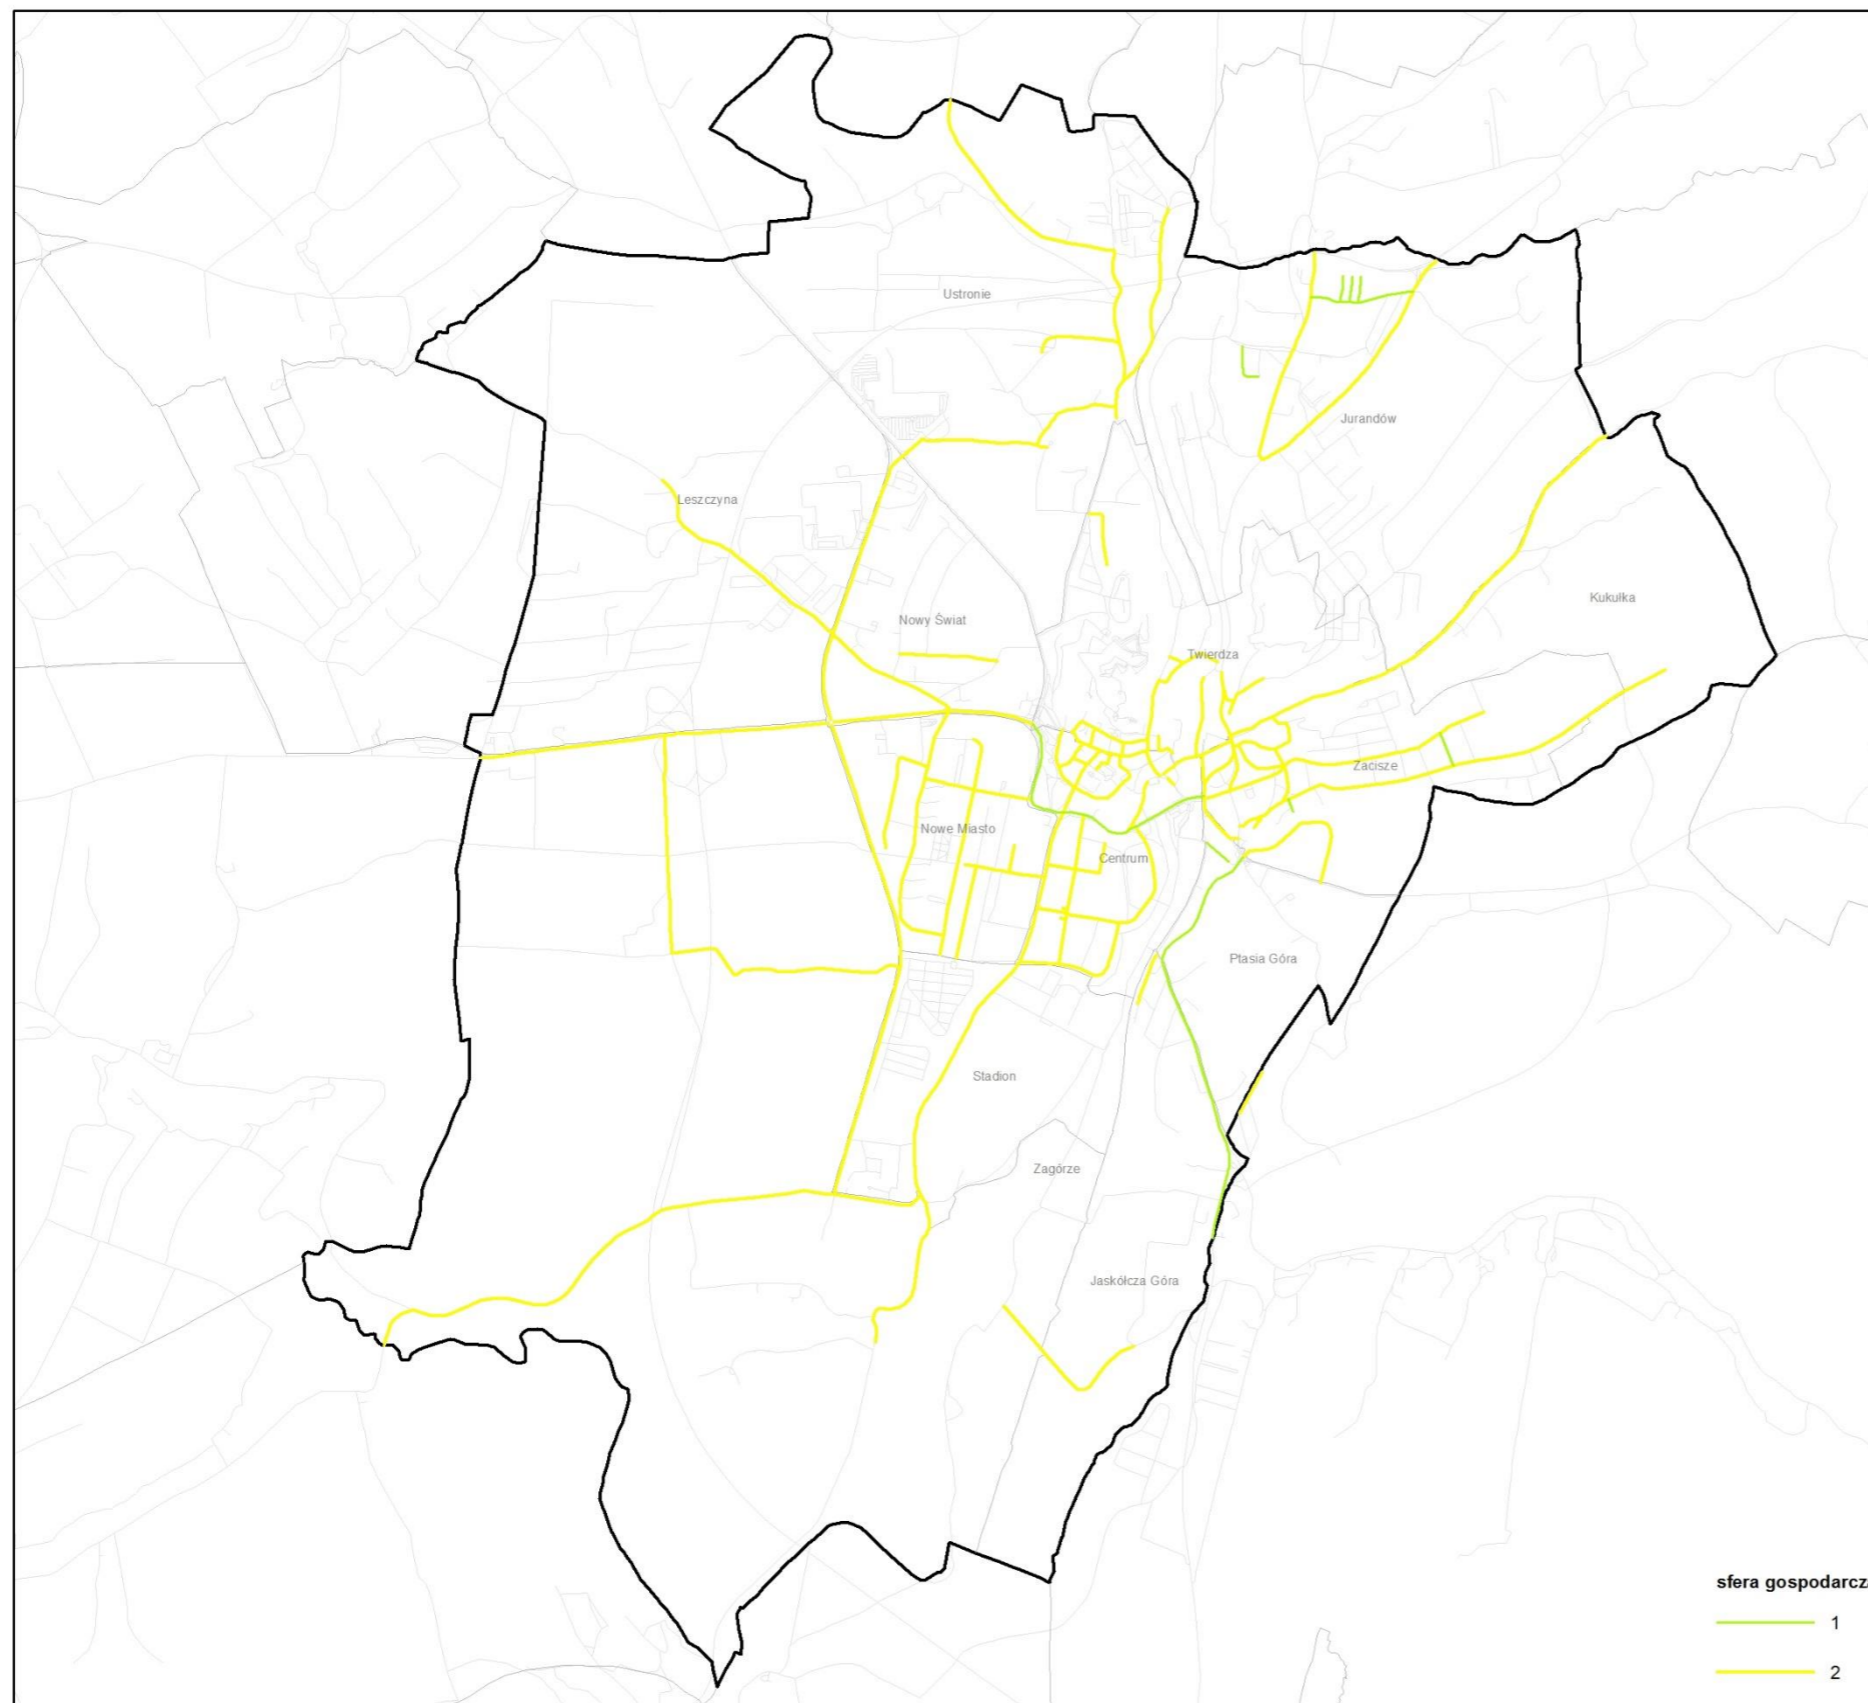 Ustronie
Jurandów
Leszczyna
Kukułka
Nowy Świat
Twierdza
Zacisze
Nowe Miasto
Centrum
Ptasia Góra
Stadion
Zagórze
Jaskółcza Góra
sfera gospodarcz
1
2